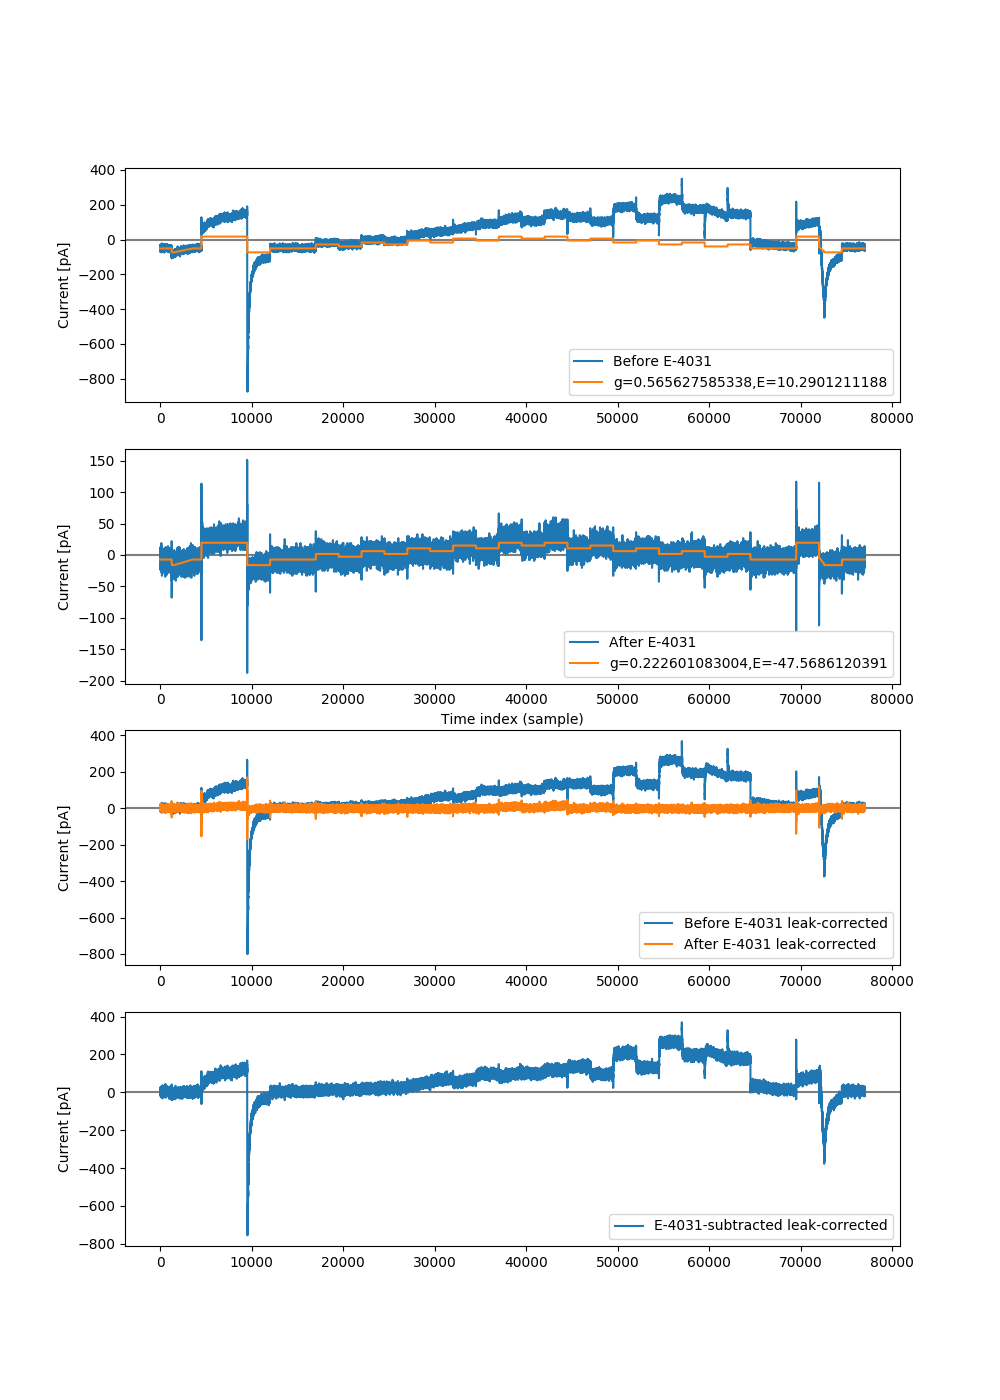 400
200
0
−200
−400
−600
−800
Current [pA]
Before E-4031
g=0.565627585338,E=10.2901211188
0 10000 20000 30000 40000 50000 60000 70000 80000
150
100
50
0
−50
−100
−150
−200
Current [pA]
After E-4031
g=0.222601083004,E=-47.5686120391
0 10000 20000 30000 40000 50000 60000 70000 80000
Time index (sample)
400
200
0
−200
−400
−600
−800
Current [pA]
Before E-4031 leak-corrected
After E-4031 leak-corrected
0 10000 20000 30000 40000 50000 60000 70000 80000
400
200
0
−200
−400
−600
−800
Current [pA]
E-4031-subtracted leak-corrected
0 10000 20000 30000 40000 50000 60000 70000 80000